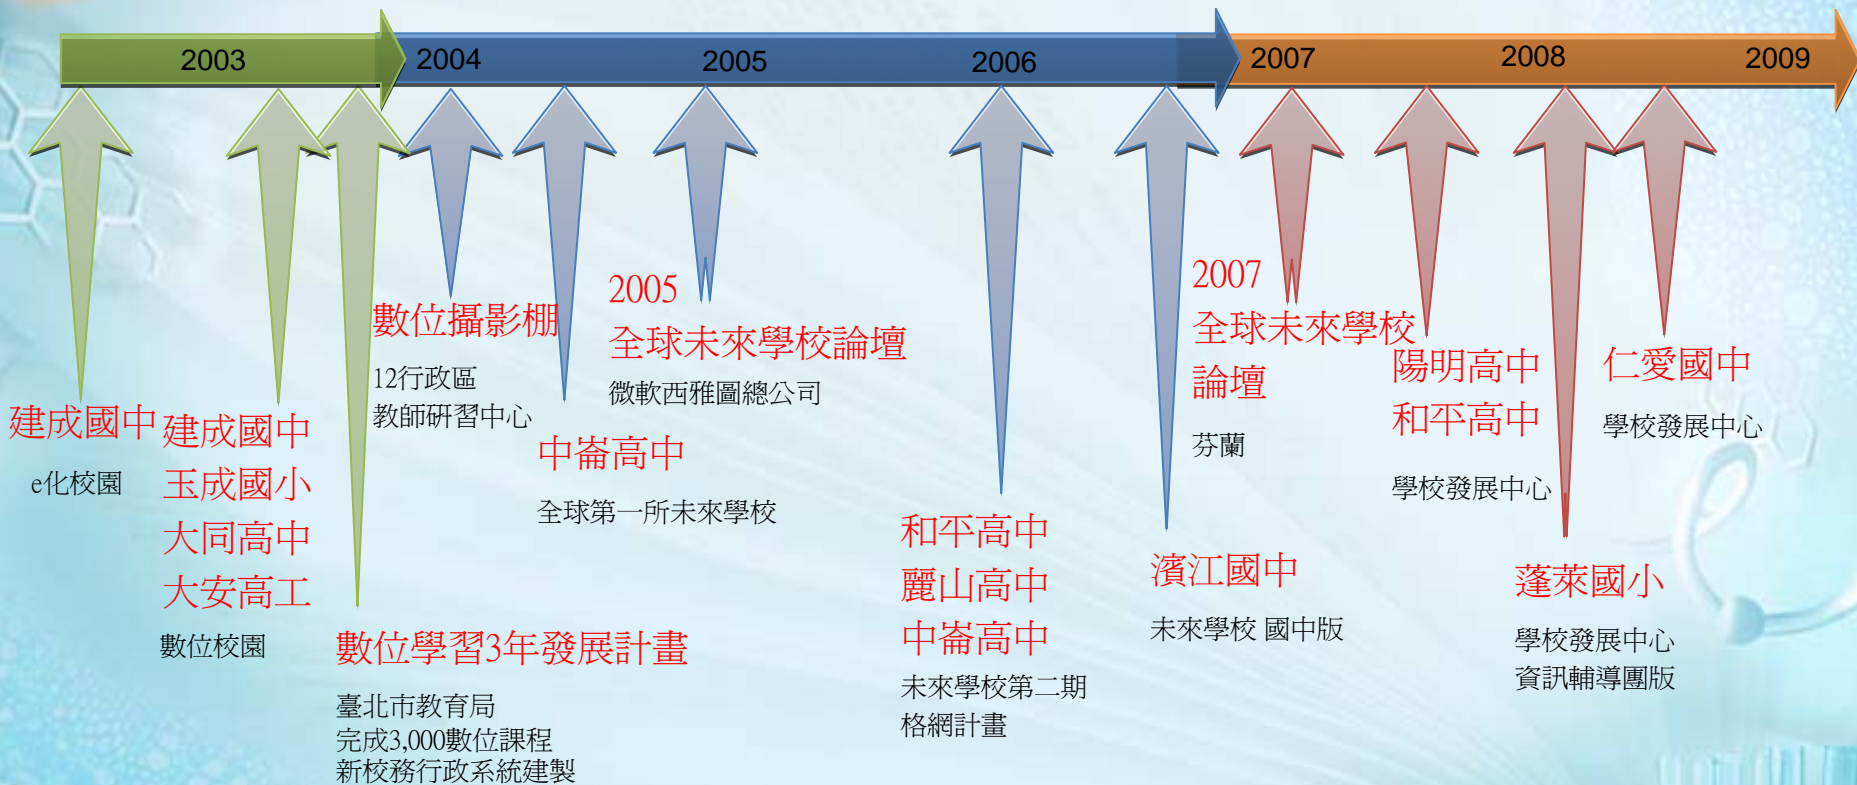 2003
2004
2005
2006
2007
2008
2009
建成國中
e化校園
建成國中
玉成國小
大同高中
大安高工
數位校園
數位學習3年發展計畫
臺北市教育局
完成3,000數位課程
新校務行政系統建製
數位攝影棚
12行政區
教師研習中心
中崙高中
全球第一所未來學校
2005
全球未來學校論壇
微軟西雅圖總公司
和平高中
麗山高中
中崙高中
未來學校第二期
格網計畫
濱江國中
未來學校 國中版
2007
全球未來學校
論壇
芬蘭
陽明高中
和平高中
學校發展中心
蓬萊國小
學校發展中心
資訊輔導團版
仁愛國中
學校發展中心